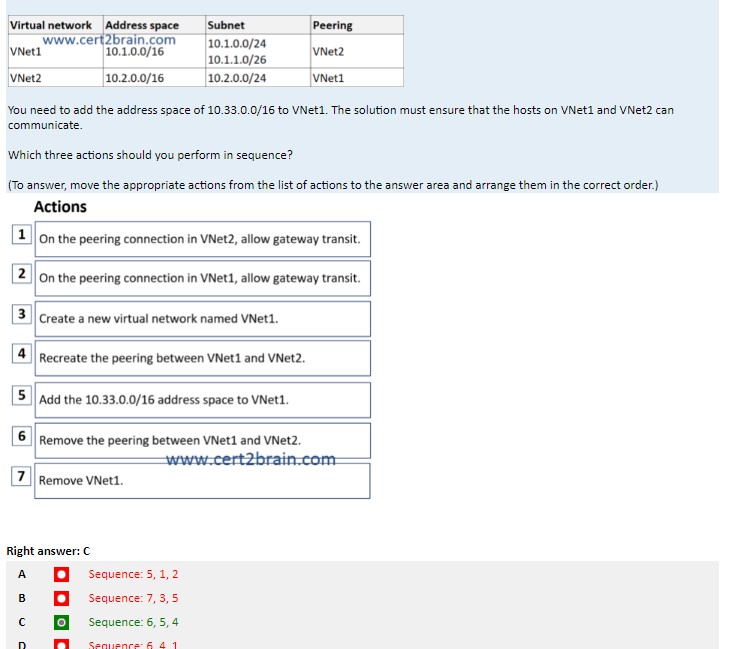 Virtual network Address space Subnet Peering
www.cert2brain.com
VNet1 10.1.0.0/16 10.1.0.0/24 VNet2
10.1.1.0/26
VNet2 10.2.0.0/16 10.2.0.0/24 VNet1
You need to add the address space of 10.33.0.0/16 to VNet1. The solution must ensure that the hosts on VNet1 and VNet2 can
communicate.
Which three actions should you perform in sequence?
(To answer, move the appropriate actions from the list of actions to the answer area and arrange them in the correct order.)
Actions
1 On the peering connection in VNet2, allow gateway transit.
2 On the peering connection in VNet1, allow gateway transit.
3 Create a new virtual network named VNet1.
4 Recreate the peering between VNet1 and VNet2.
5 Add the 10.33.0.0/16 address space to VNet1.
6 Remove the peering between VNet1 and VNet2.
www.cert2brain.com
7 Remove VNet1.
Right answer: C
A Sequence: 5, 1, 2
B Sequence: 7, 3, 5
C Sequence: 6, 5, 4
D Sequence: 6, 4, 1